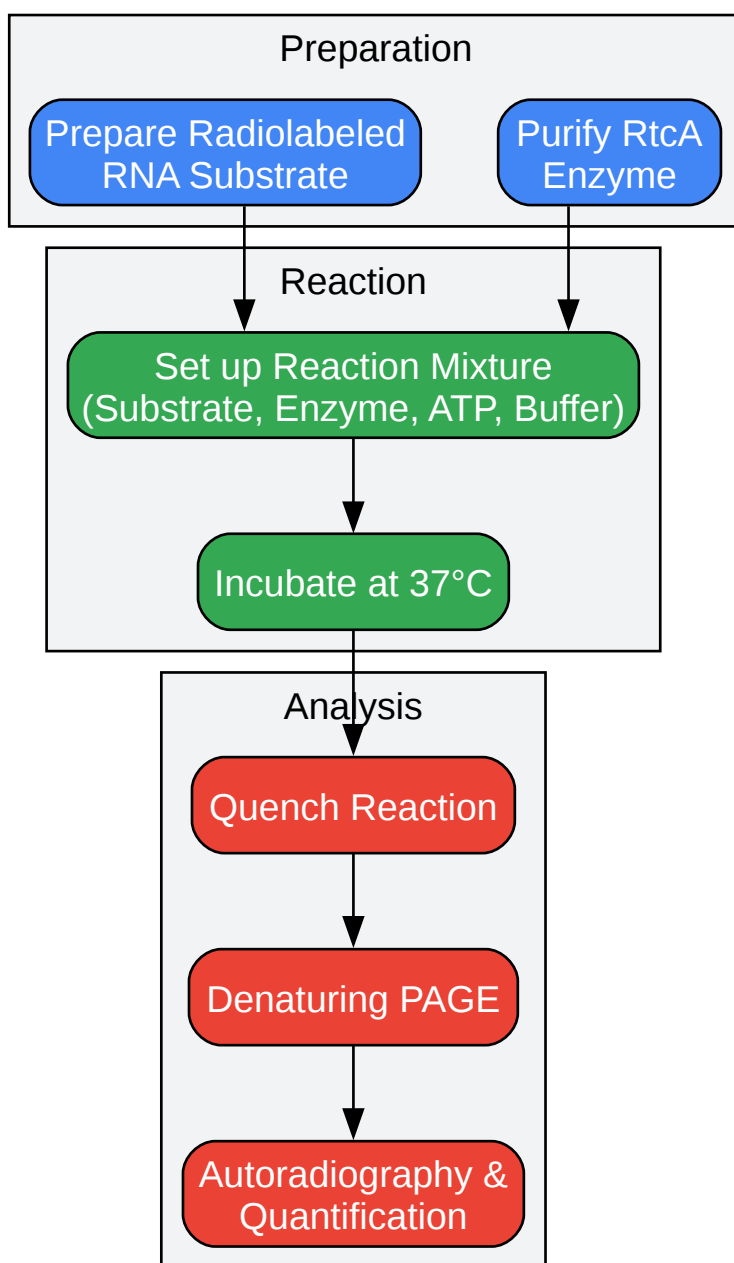 Preparation
Prepare Radiolabeled
RNA Substrate
Purify RtcA
Enzyme
Reaction
Set up Reaction Mixture
(Substrate, Enzyme, ATP, Buffer)
Incubate at 37°C
Analysis
Quench Reaction
Denaturing PAGE
Autoradiography &
Quantification